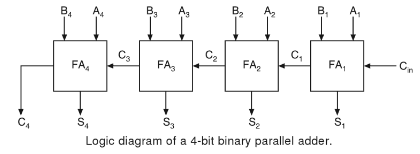 B₄ A₄ B₃ A₃ B₂ A₂ B₁ A₁
FA₄ C₃ FA₃ C₂ FA₂ C₁ FA₁ Cᵢₙ
C₄ S₄ S₃ S₂ S₁
Logic diagram of a 4-bit binary parallel adder.